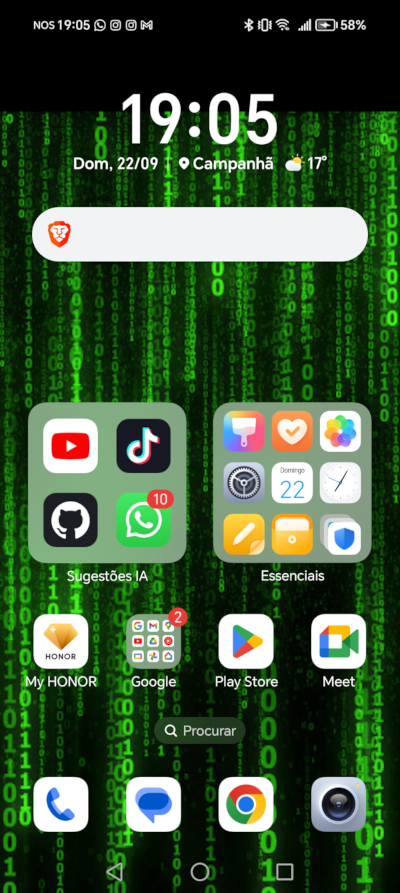 NOS 19:05 58%
19:05
Dom, 22/09 Campanhã 17°
10
Domingo
22
Sugestões IA
Essenciais
2
HONOR
My HONOR
Google
Play Store
Meet
Procurar